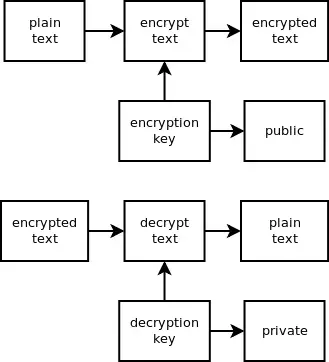 plain
text
encrypt
text
encrypted
text
encryption
key
public
encrypted
text
decrypt
text
plain
text
decryption
key
private